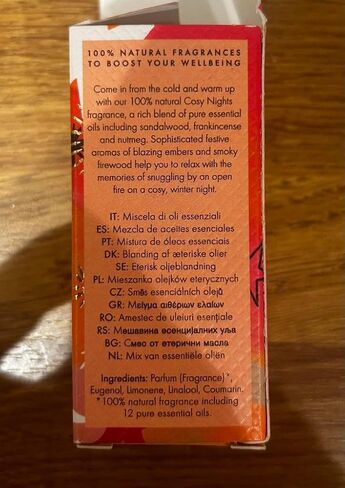 100% NATURAL FRAGRANCES
TO BOOST YOUR WELLBEING
Come in from the cold and warm up
with our 100% natural Cosy Nights
fragrance, a rich blend of pure essential
oils including sandalwood, frankincense
and nutmeg. Sophisticated festive
aromas of blazing embers and smoky
firewood help you to relax with the
memories of snuggling by an open
fire on a cosy, winter night.
IT: Miscela di oli essenziali
ES: Mezcla de aceites esenciales
PT: Mistura de óleos essenciais
DK: Blanding af æteriske olier
SE: Eterisk oljeblandning
PL: Mieszanka olejków eterycznych
CZ: Směs esenciálních olejů
GR: Μείγμα αιθέριων ελαίων
RO: Amestec de uleiuri esențiale
RS: Мешавина есенцијалних уља
BG: Смес от етерични масла
NL: Mix van essentiële oliën
Ingredients: Parfum (Fragrance)*,
Eugenol, Limonene, Linalool, Coumarin.
*100% natural fragrance including
12 pure essential oils.